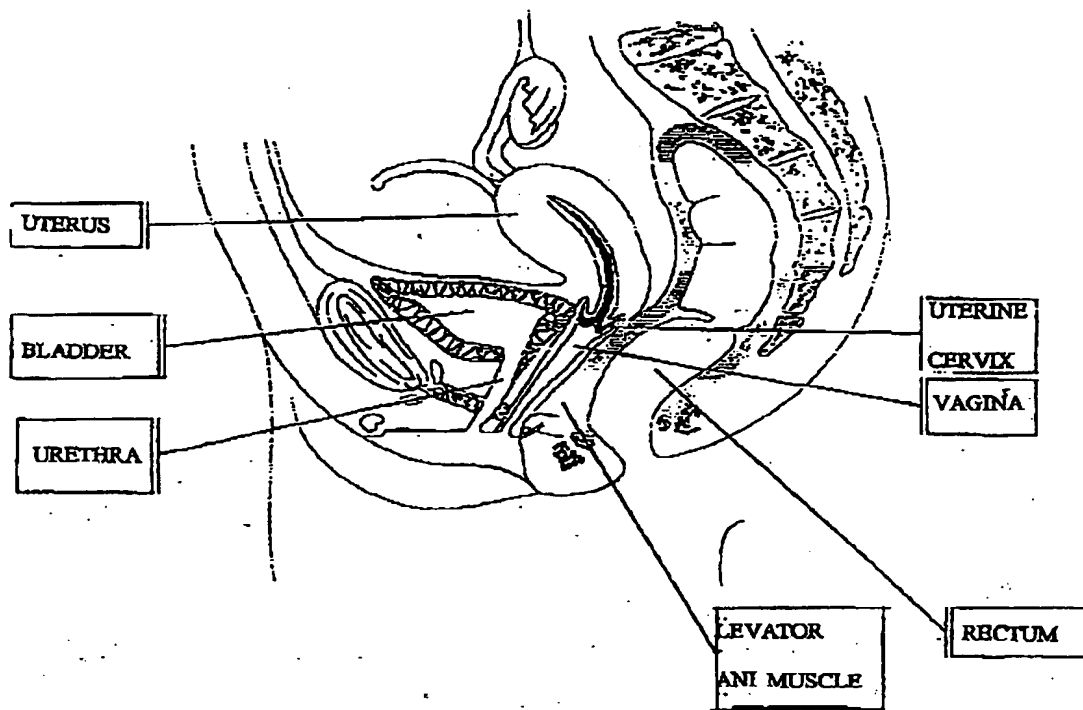 UTERUS
BLADDER
URETHRA
UTERINE
CERVIX
VAGINA
LEVATOR
ANI MUSCLE
RECTUM